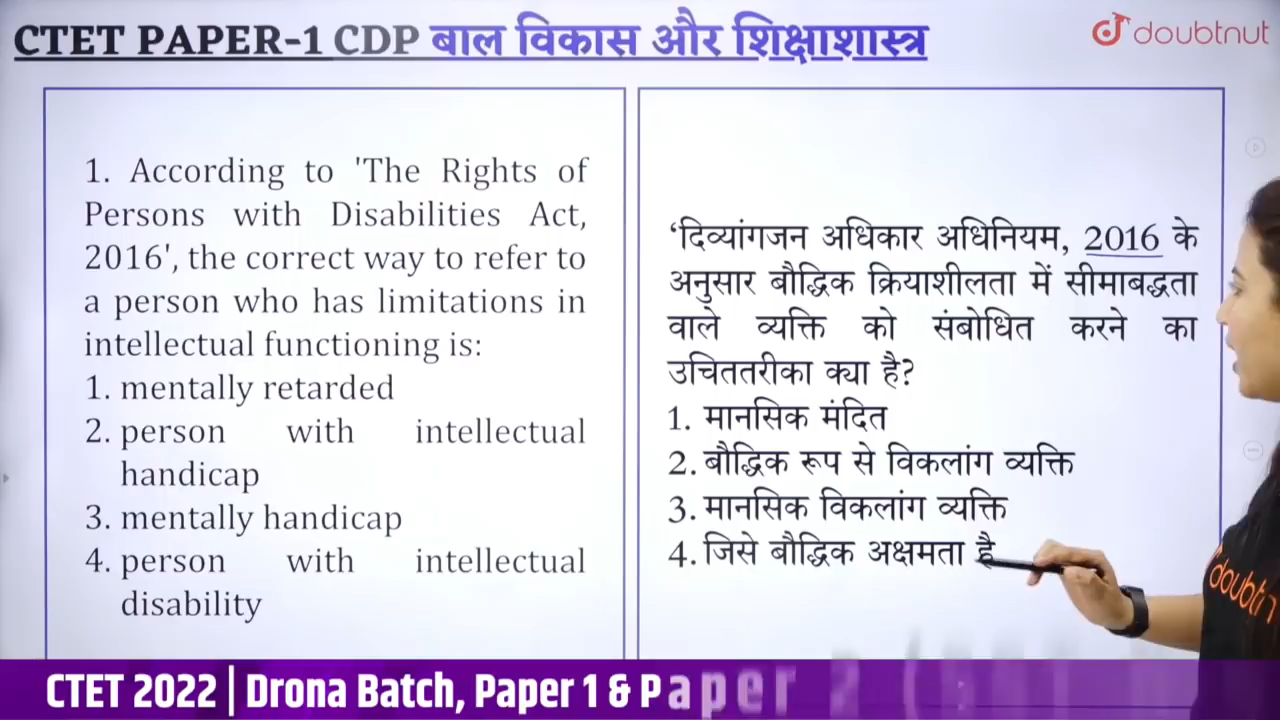 CTET PAPER-1 CDP बाल विकास और शिक्षाशास्त्र
doubtnut
1. According to 'The Rights of
Persons with Disabilities Act,
2016', the correct way to refer to
a person who has limitations in
intellectual functioning is:
1. mentally retarded
2. person with intellectual
handicap
3. mentally handicap
4. person with intellectual
disability
‘दिव्यांगजन अधिकार अधिनियम, 2016 के
अनुसार बौद्धिक क्रियाशीलता में सीमाबद्धता
वाले व्यक्ति को संबोधित करने का
उचिततरीका क्या है?
1. मानसिक मंदित
2. बौद्धिक रूप से विकलांग व्यक्ति
3. मानसिक विकलांग व्यक्ति
4. जिसे बौद्धिक अक्षमता है
doubtn
CTET 2022 | Drona Batch, Paper 1 & Paper 2